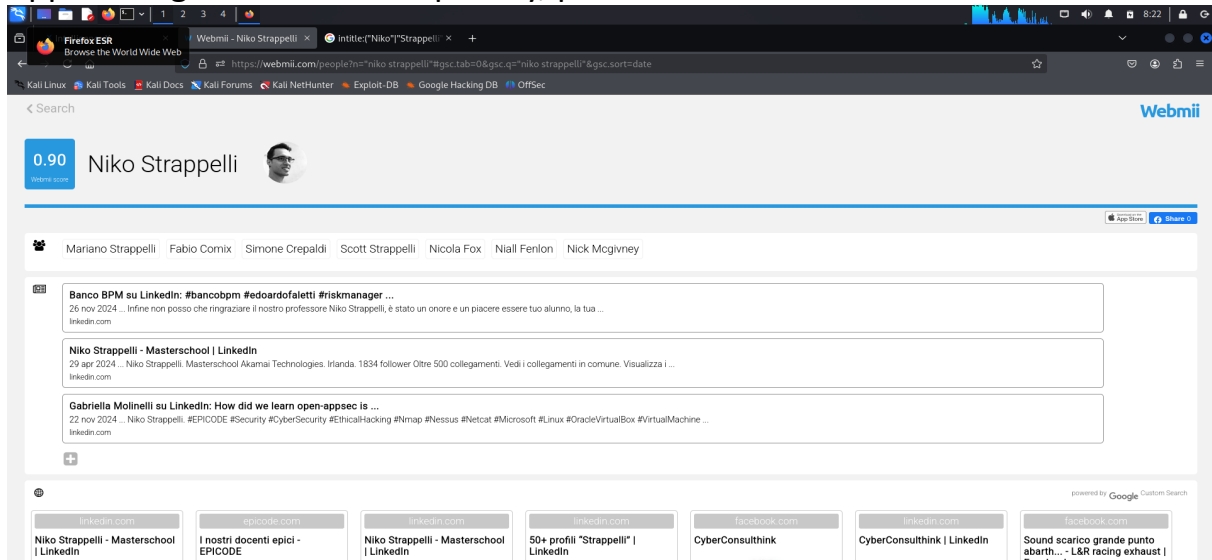 1 2 3 4
8:22
Firefox ESR
Browse the World Wide Web
Webmii - Niko Strappelli ×
intitle:("Niko"|"Strappelli" × +
https://webmii.com/people?n="niko strappelli"#gsc.tab=0&gsc.q="niko strappelli"&gsc.sort=date
Kali Linux Kali Tools Kali Docs Kali Forums Kali NetHunter Exploit-DB Google Hacking DB OffSec
Search
Webmii
0.90
Webmii score
Niko Strappelli
App Store
Share 0
Mariano Strappelli Fabio Comix Simone Crepaldi Scott Strappelli Nicola Fox Niall Fenlon Nick Mcgivney
Banco BPM su LinkedIn: #bancobpm #edoardofaletti #riskmanager ...
26 nov 2024 ... Infine non posso che ringraziare il nostro professore Niko Strappelli, è stato un onore e un piacere essere tuo alunno, la tua ...
linkedin.com
Niko Strappelli - Masterschool | LinkedIn
29 apr 2024 ... Niko Strappelli. Masterschool Akamai Technologies. Irlanda. 1834 follower Oltre 500 collegamenti. Vedi i collegamenti in comune. Visualizza i ...
linkedin.com
Gabriella Molinelli su LinkedIn: How did we learn open-appsec is ...
22 nov 2024 ... Niko Strappelli. #EPICODE #Security #CyberSecurity #EthicalHacking #Nmap #Nessus #Netcat #Microsoft #Linux #OracleVirtualBox #VirtualMachine ...
linkedin.com
powered by Google Custom Search
linkedin.com epicode.com linkedin.com linkedin.com facebook.com linkedin.com facebook.com
Niko Strappelli - Masterschool | LinkedIn
I nostri docenti epici - EPICODE
Niko Strappelli - Masterschool | LinkedIn
50+ profili "Strappelli" | LinkedIn
CyberConsulthink
CyberConsulthink | LinkedIn
Sound scarico grande punto abarth... - L&R racing exhaust |